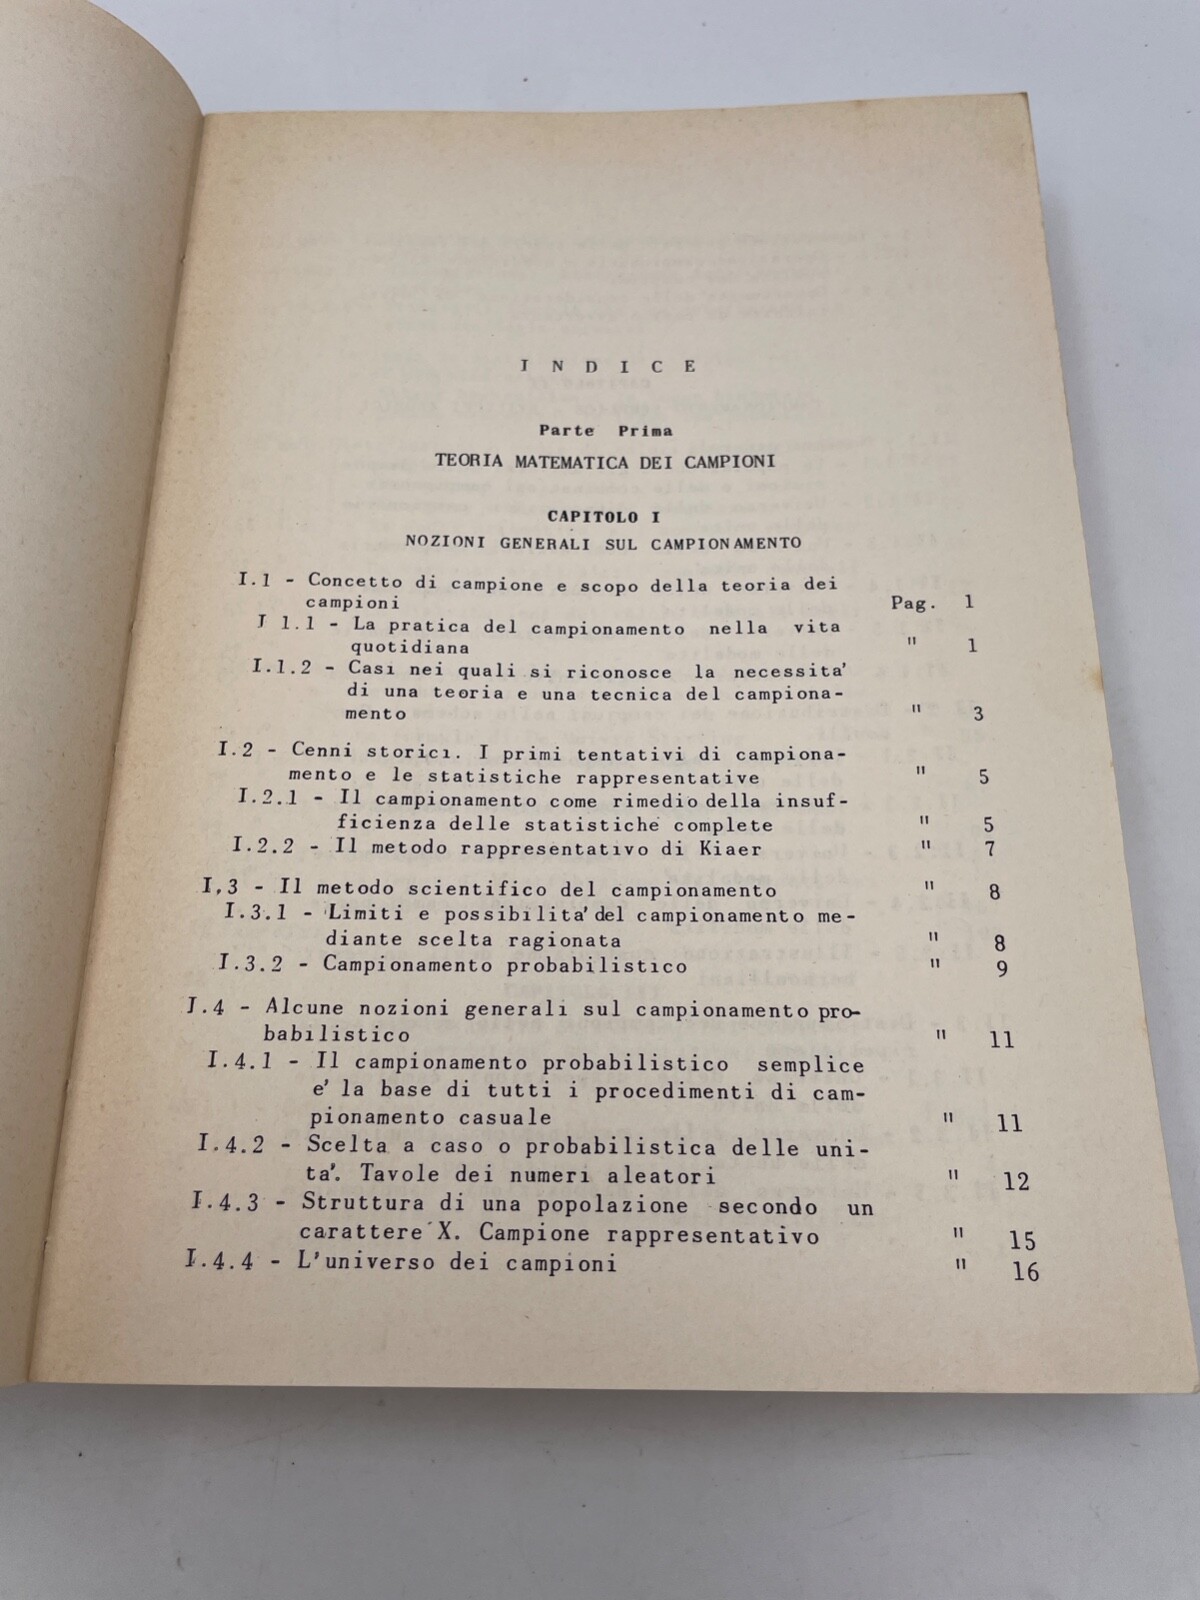 I N D I C E
Parte Prima
TEORIA MATEMATICA DEI CAMPIONI
CAPITOLO I
NOZIONI GENERALI SUL CAMPIONAMENTO
I.1 - Concetto di campione e scopo della teoria dei
campioni Pag. 1
I 1.1 - La pratica del campionamento nella vita
quotidiana " 1
I.1.2 - Casi nei quali si riconosce la necessita'
di una teoria e una tecnica del campiona-
mento " 3
I.2 - Cenni storici. I primi tentativi di campiona-
mento e le statistiche rappresentative " 5
I.2.1 - Il campionamento come rimedio della insuf-
ficienza delle statistiche complete " 5
I.2.2 - Il metodo rappresentativo di Kiaer " 7
I,3 - Il metodo scientifico del campionamento " 8
I.3.1 - Limiti e possibilita' del campionamento me-
diante scelta ragionata " 8
I.3.2 - Campionamento probabilistico " 9
I.4 - Alcune nozioni generali sul campionamento pro-
babilistico " 11
I.4.1 - Il campionamento probabilistico semplice
e' la base di tutti i procedimenti di cam-
pionamento casuale " 11
I.4.2 - Scelta a caso o probabilistica delle uni-
ta'. Tavole dei numeri aleatori " 12
I.4.3 - Struttura di una popolazione secondo un
carattere X. Campione rappresentativo " 15
I.4.4 - L'universo dei campioni " 16